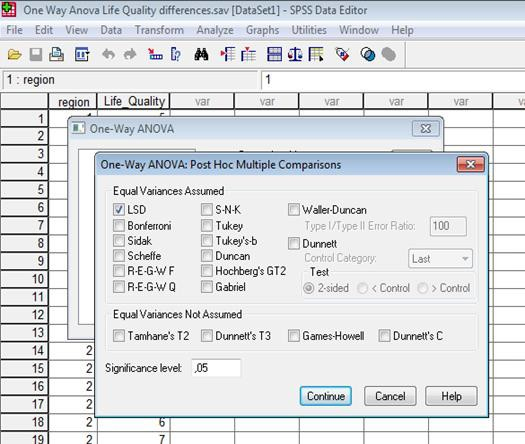 One Way Anova Life Quality differences.sav [DataSet1] - SPSS Data Editor
File Edit View Data Transform Analyze Graphs Utilities Window Help
1 : region 1
region Life_Quality var var var var var
1
2
3
4
5
6
7
8
9
10
11
12
13
14 2
15 2
16 2
17 2
18 2 6
19 2 7
One-Way ANOVA
One-Way ANOVA: Post Hoc Multiple Comparisons
Equal Variances Assumed
LSD S-N-K Waller-Duncan
Bonferroni Tukey Type I/Type II Error Ratio: 100
Sidak Tukey's-b Dunnett
Scheffe Duncan Control Category: Last
R-E-G-W F Hochberg's GT2 Test
R-E-G-W Q Gabriel 2-sided < Control > Control
Equal Variances Not Assumed
Tamhane's T2 Dunnett's T3 Games-Howell Dunnett's C
Significance level: ,05
Continue Cancel Help